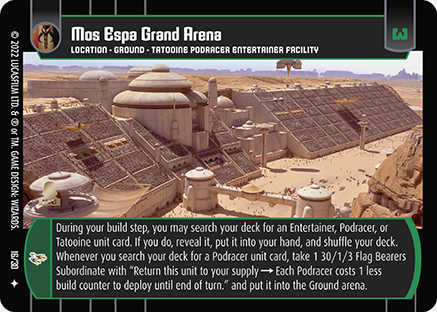 Mos Espa Grand Arena
LOCATION • GROUND • TATOOINE PODRACER ENTERTAINER FACILITY
During your build step, you may search your deck for an Entertainer, Podracer, or
Tatooine unit card. If you do, reveal it, put it into your hand, and shuffle your deck.
Whenever you search your deck for a Podracer unit card, take 1 30/1/3 Flag Bearers
Subordinate with “Return this unit to your supply → Each Podracer costs 1 less
build counter to deploy until end of turn.” and put it into the Ground arena.
© 2022 LUCASFILM LTD. & ® or TM. GAME DESIGN: WIZARDS.
16/30